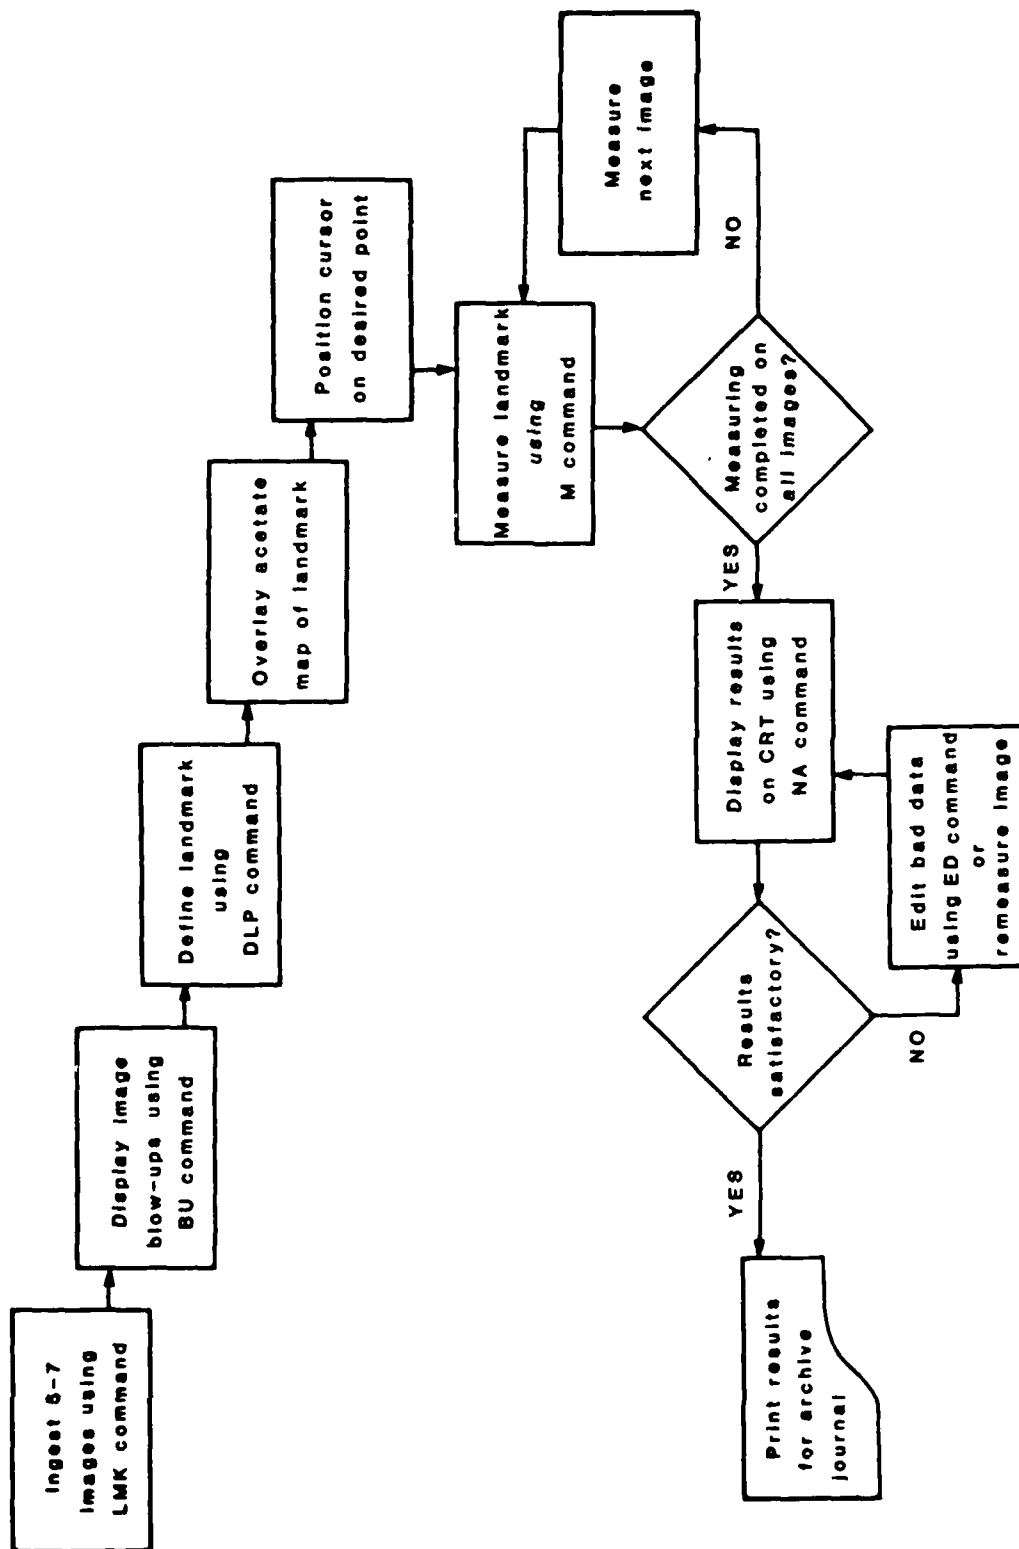 Ingest 6-7
images using
LMK command
Display image
blow-ups using
BU command
Define landmark
using
DLP command
Overlay acetate
map of landmark
Position cursor
on desired point
Measure landmark
using
M command
Measure
next image
Measuring
completed on
all images?
NO
YES
Display results
on CRT using
NA command
Edit bad data
using ED command
or
remeasure image
Results
satisfactory?
NO
YES
Print results
for archive
journal